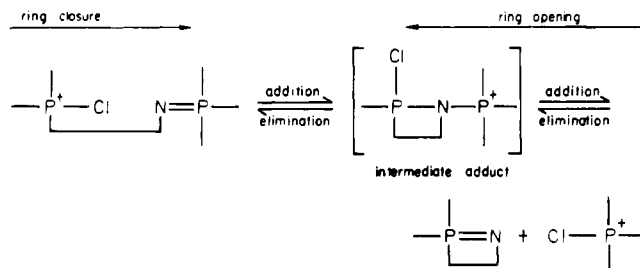 ring closure
ring opening
P+ Cl N=P
addition
elimination
Cl
P N P+
addition
elimination
intermediate adduct
P=N + Cl P+